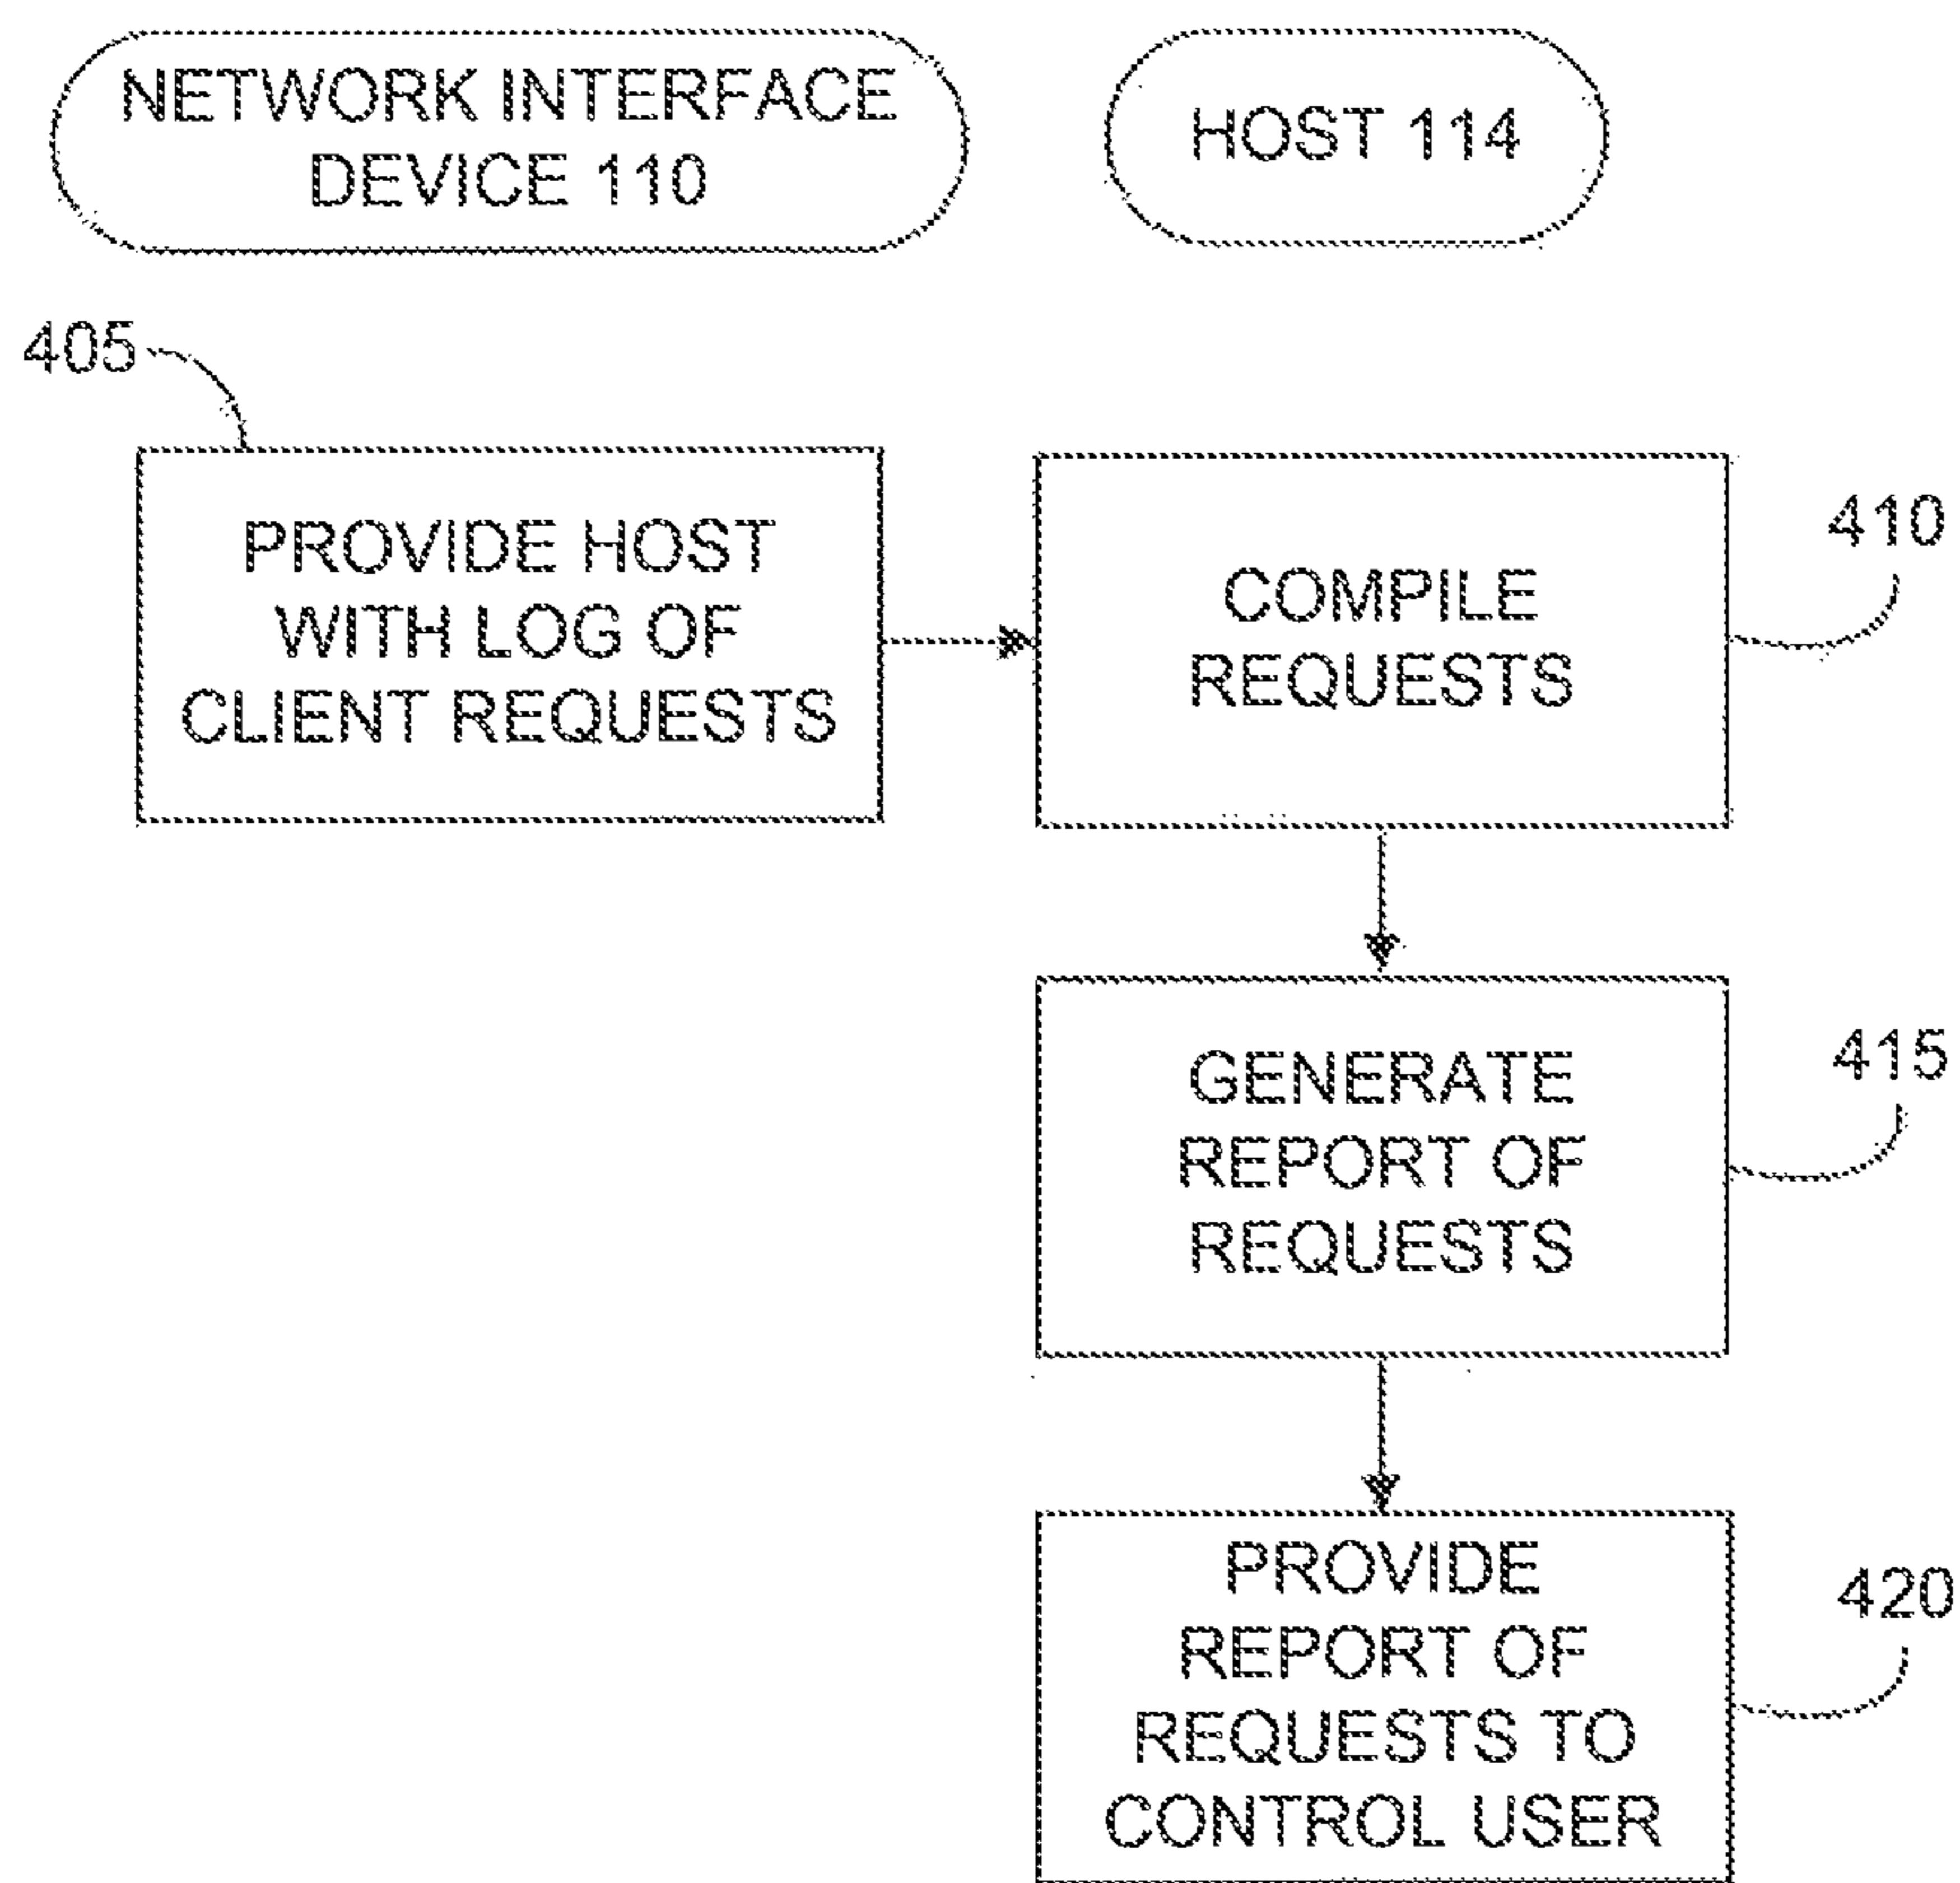 NETWORK INTERFACE
DEVICE 110
HOST 114
405
PROVIDE HOST
WITH LOG OF
CLIENT REQUESTS
COMPILE
REQUESTS
410
GENERATE
REPORT OF
REQUESTS
415
PROVIDE
REPORT OF
REQUESTS TO
CONTROL USER
420